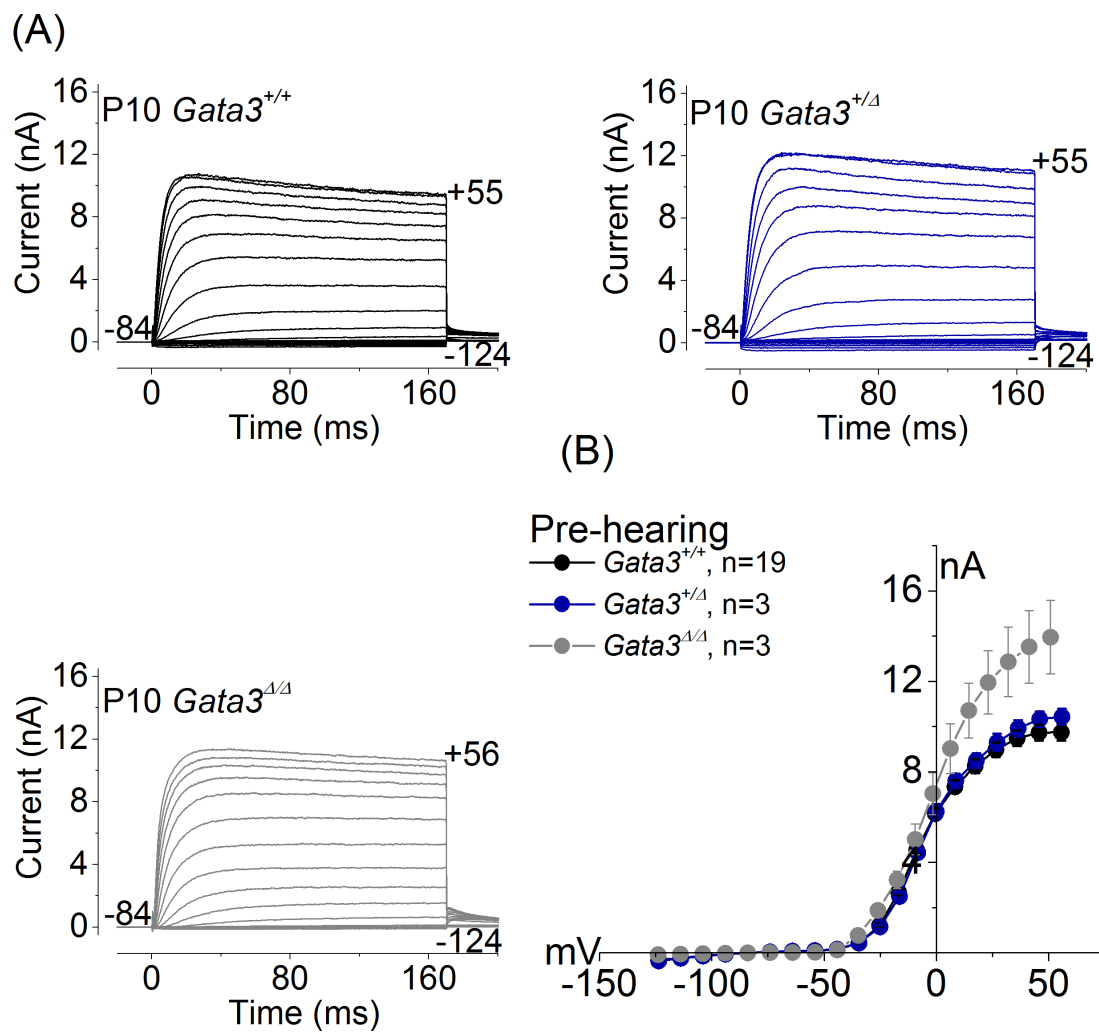 (A)
16
12
8
4
0
Current (nA)
P10 Gata3+/+
+55
-84
-124
0 80 160
Time (ms)
16
12
8
4
0
Current (nA)
P10 Gata3+/Δ
+55
-84
-124
0 80 160
Time (ms)
16
12
8
4
0
Current (nA)
P10 Gata3Δ/Δ
+56
-84
-124
0 80 160
Time (ms)
(B)
Pre-hearing
Gata3+/+, n=19
Gata3+/Δ, n=3
Gata3Δ/Δ, n=3
nA
16
12
8
4
mV
-150 -100 -50 0 50